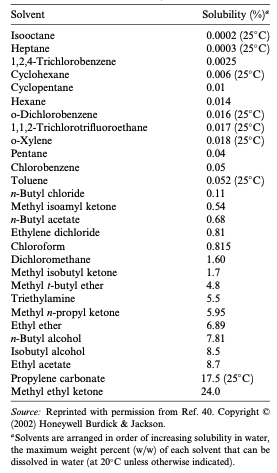 Solvent Solubility (%)ᵃ
Isooctane 0.0002 (25°C)
Heptane 0.0003 (25°C)
1,2,4-Trichlorobenzene 0.0025
Cyclohexane 0.006 (25°C)
Cyclopentane 0.01
Hexane 0.014
o-Dichlorobenzene 0.016 (25°C)
1,1,2-Trichlorotrifluoroethane 0.017 (25°C)
o-Xylene 0.018 (25°C)
Pentane 0.04
Chlorobenzene 0.05
Toluene 0.052 (25°C)
n-Butyl chloride 0.11
Methyl isoamyl ketone 0.54
n-Butyl acetate 0.68
Ethylene dichloride 0.81
Chloroform 0.815
Dichloromethane 1.60
Methyl isobutyl ketone 1.7
Methyl t-butyl ether 4.8
Triethylamine 5.5
Methyl n-propyl ketone 5.95
Ethyl ether 6.89
n-Butyl alcohol 7.81
Isobutyl alcohol 8.5
Ethyl acetate 8.7
Propylene carbonate 17.5 (25°C)
Methyl ethyl ketone 24.0
Source: Reprinted with permission from Ref. 40. Copyright ©
(2002) Honeywell Burdick & Jackson.
ᵃSolvents are arranged in order of increasing solubility in water,
the maximum weight percent (w/w) of each solvent that can be
dissolved in water (at 20°C unless otherwise indicated).